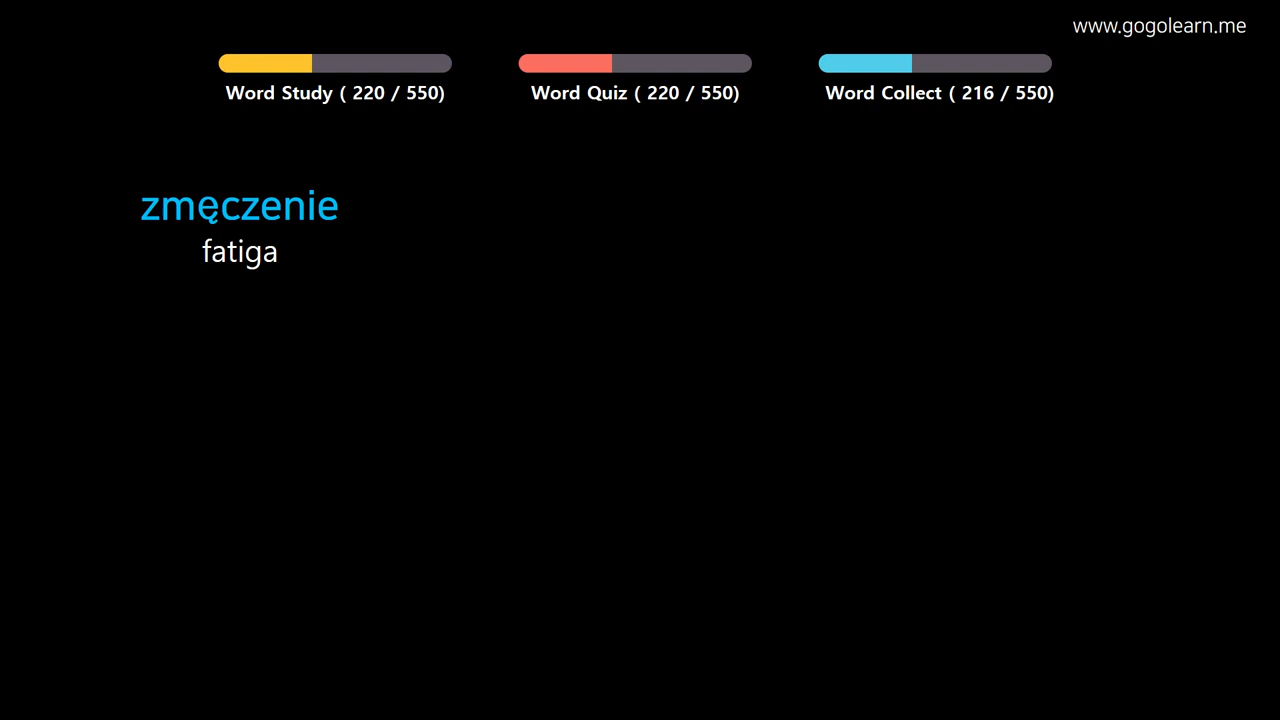 www.gogolearn.me
Word Study ( 220 / 550)
Word Quiz ( 220 / 550)
Word Collect ( 216 / 550)
zmęczenie
fatiga